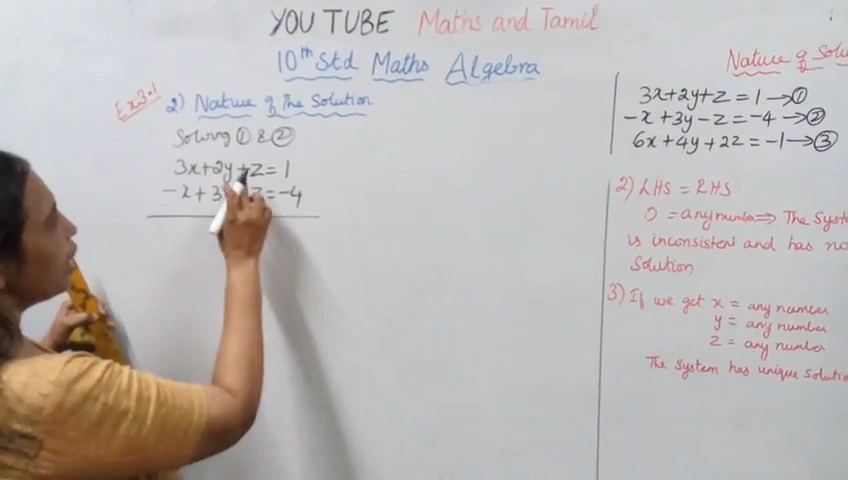 YOU TUBE Maths and Tamil
10th Std Maths Algebra
Ex3.1
2) Nature of The Solution
Solving ① & ②
3x+2y+z=1
-x+3 z=-4
Nature of Solu
3x+2y+z=1→①
-x+3y-z=-4→②
6x+4y+2z=-1→③
2) LHS = RHS
0 = any number⇒ The Syste
is inconsistent and has no
Solution
3) If we get x = any number
y = any number
z = any number
The system has unique solutio